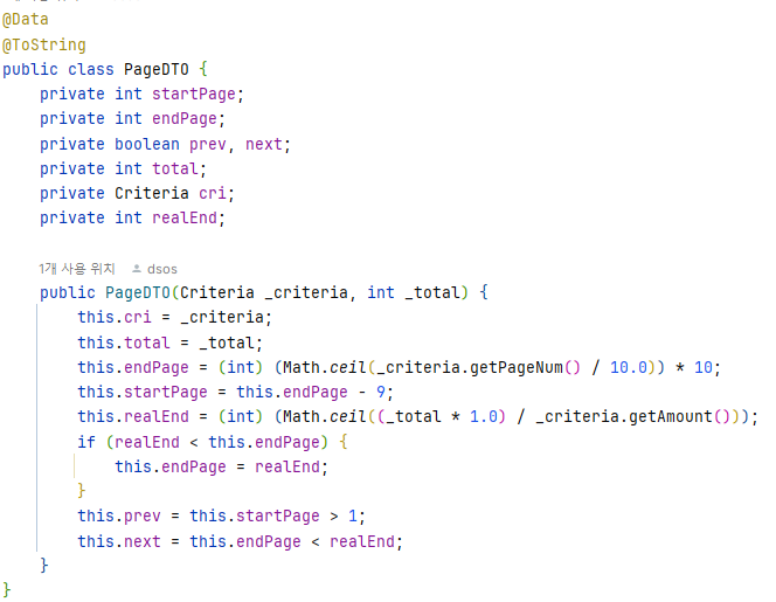 @Data
@ToString
public class PageDTO {
    private int startPage;
    private int endPage;
    private boolean prev, next;
    private int total;
    private Criteria cri;
    private int realEnd;
    1개 사용 위치 dsos
    public PageDTO(Criteria _criteria, int _total) {
        this.cri = _criteria;
        this.total = _total;
        this.endPage = (int) (Math.ceil(_criteria.getPageNum() / 10.0)) * 10;
        this.startPage = this.endPage - 9;
        this.realEnd = (int) (Math.ceil((_total * 1.0) / _criteria.getAmount()));
        if (realEnd < this.endPage) {
            this.endPage = realEnd;
        }
        this.prev = this.startPage > 1;
        this.next = this.endPage < realEnd;
    }
}